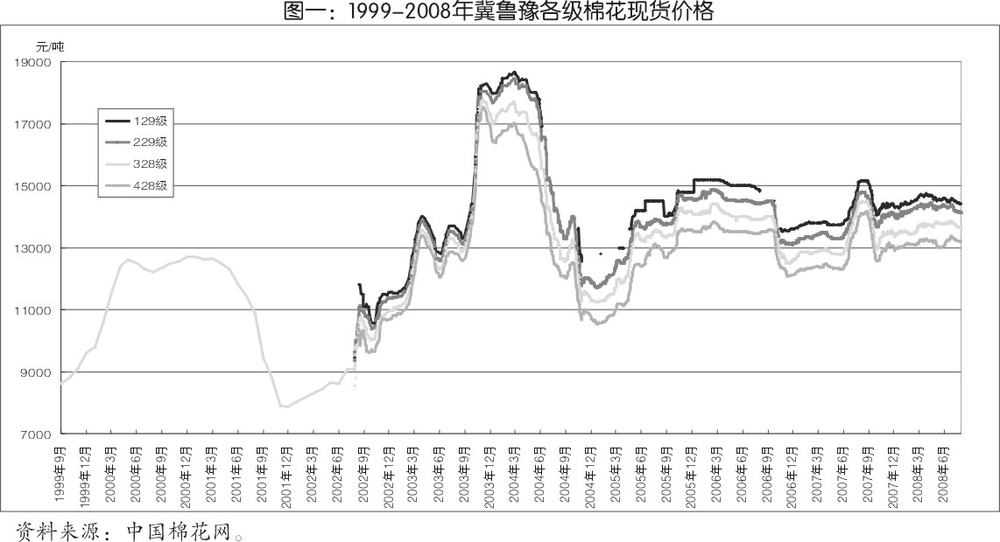 图一：1999-2008年冀鲁豫各级棉花现货价格
元/吨
19000
17000
15000
13000
11000
9000
7000
129级
229级
328级
428级
1999年9月
1999年12月
2000年3月
2000年6月
2000年9月
2000年12月
2001年3月
2001年6月
2001年9月
2001年12月
2002年3月
2002年6月
2002年9月
2002年12月
2003年3月
2003年6月
2003年9月
2003年12月
2004年3月
2004年6月
2004年9月
2004年12月
2005年3月
2005年6月
2005年9月
2005年12月
2006年3月
2006年6月
2006年9月
2006年12月
2007年3月
2007年6月
2007年9月
2007年12月
2008年3月
2008年6月
资料来源：中国棉花网。